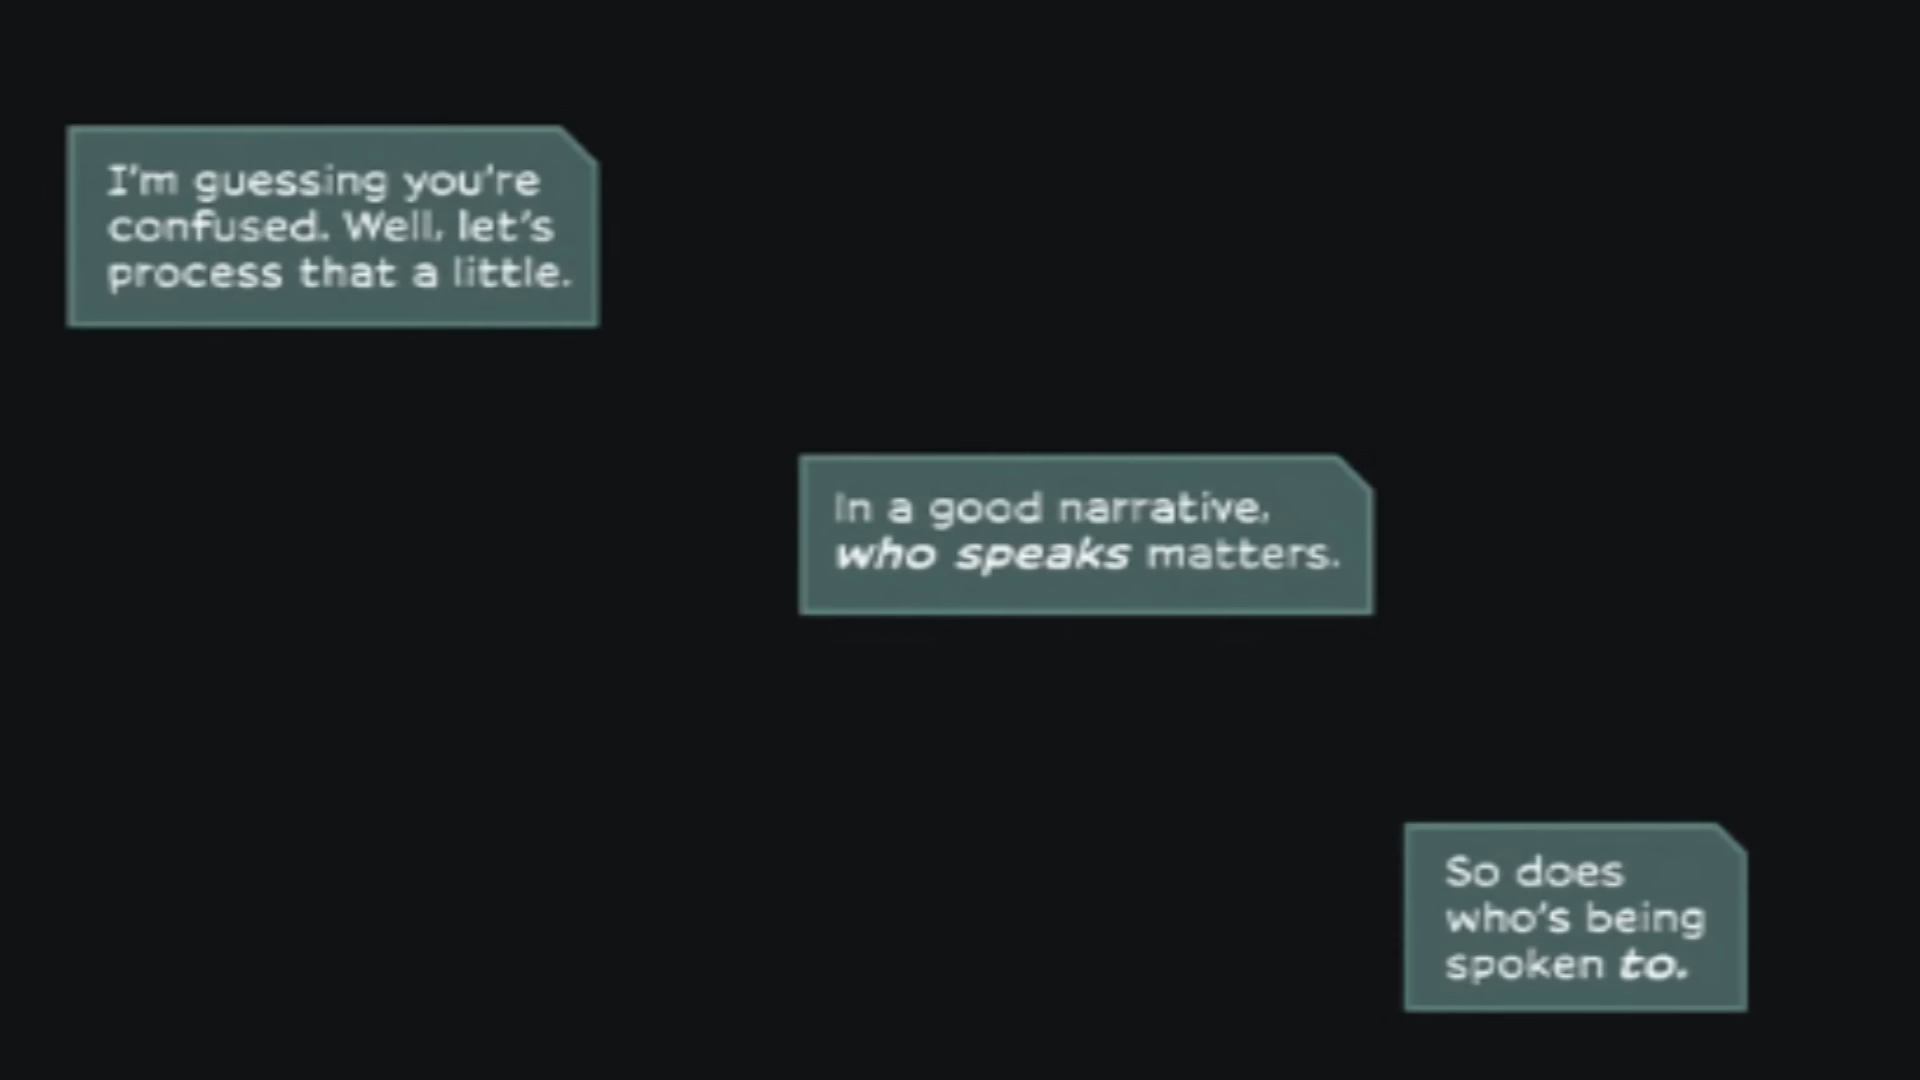 I'm guessing you're
confused. Well, let's
process that a little.
In a good narrative,
who speaks matters.
So does
who's being
spoken to.